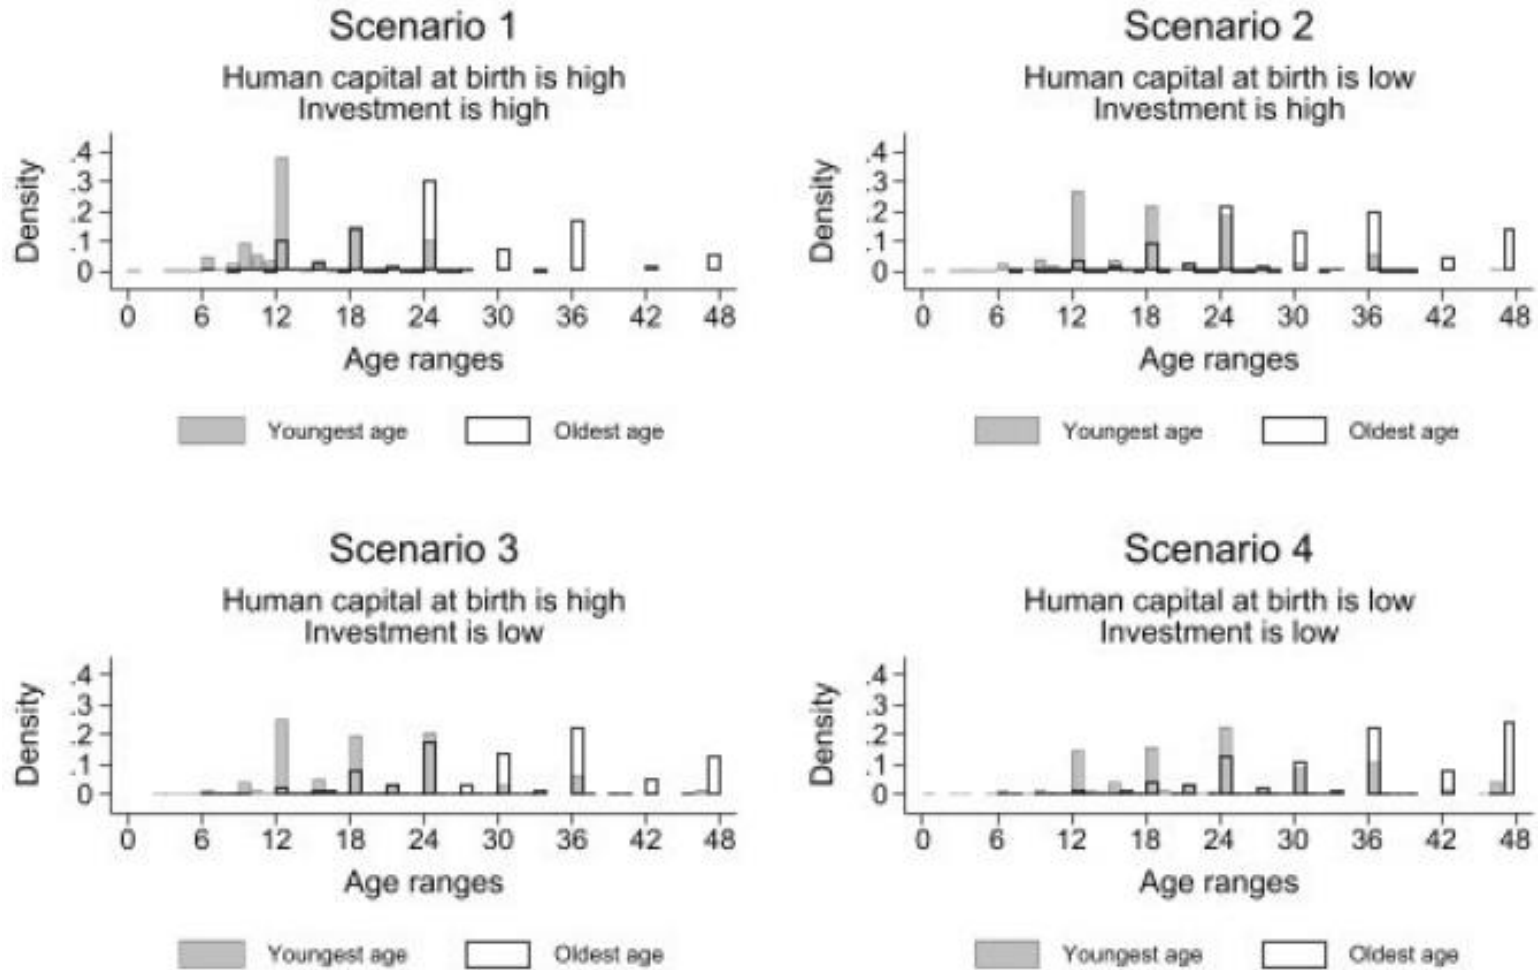 Scenario 1
Human capital at birth is high
Investment is high
Density
.4
.3
.2
.1
0
0 6 12 18 24 30 36 42 48
Age ranges
Youngest age Oldest age
Scenario 2
Human capital at birth is low
Investment is high
Density
.4
.3
.2
.1
0
0 6 12 18 24 30 36 42 48
Age ranges
Youngest age Oldest age
Scenario 3
Human capital at birth is high
Investment is low
Density
.4
.3
.2
.1
0
0 6 12 18 24 30 36 42 48
Age ranges
Youngest age Oldest age
Scenario 4
Human capital at birth is low
Investment is low
Density
.4
.3
.2
.1
0
0 6 12 18 24 30 36 42 48
Age ranges
Youngest age Oldest age